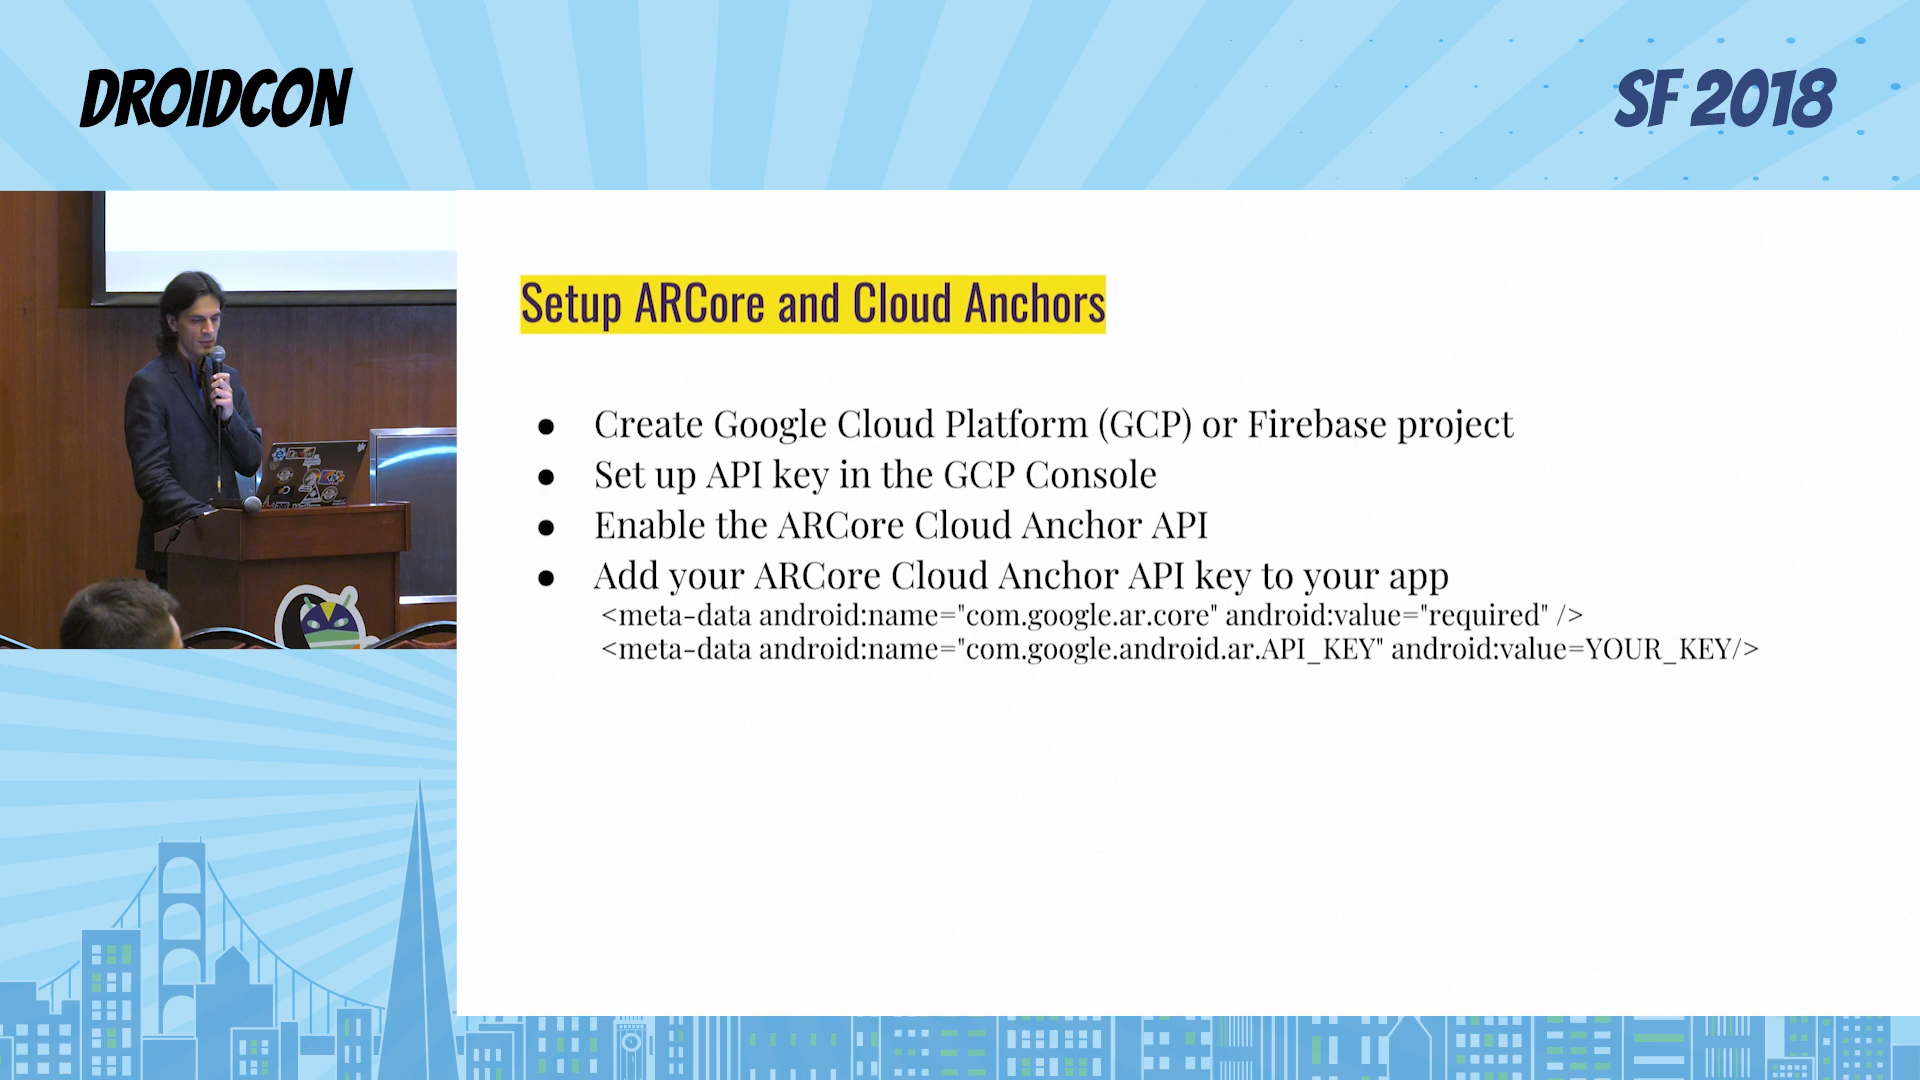 DROIDCON
SF 2018
Setup ARCore and Cloud Anchors
● Create Google Cloud Platform (GCP) or Firebase project
● Set up API key in the GCP Console
● Enable the ARCore Cloud Anchor API
● Add your ARCore Cloud Anchor API key to your app
<meta-data android:name="com.google.ar.core" android:value="required" />
<meta-data android:name="com.google.android.ar.API_KEY" android:value=YOUR_KEY/>